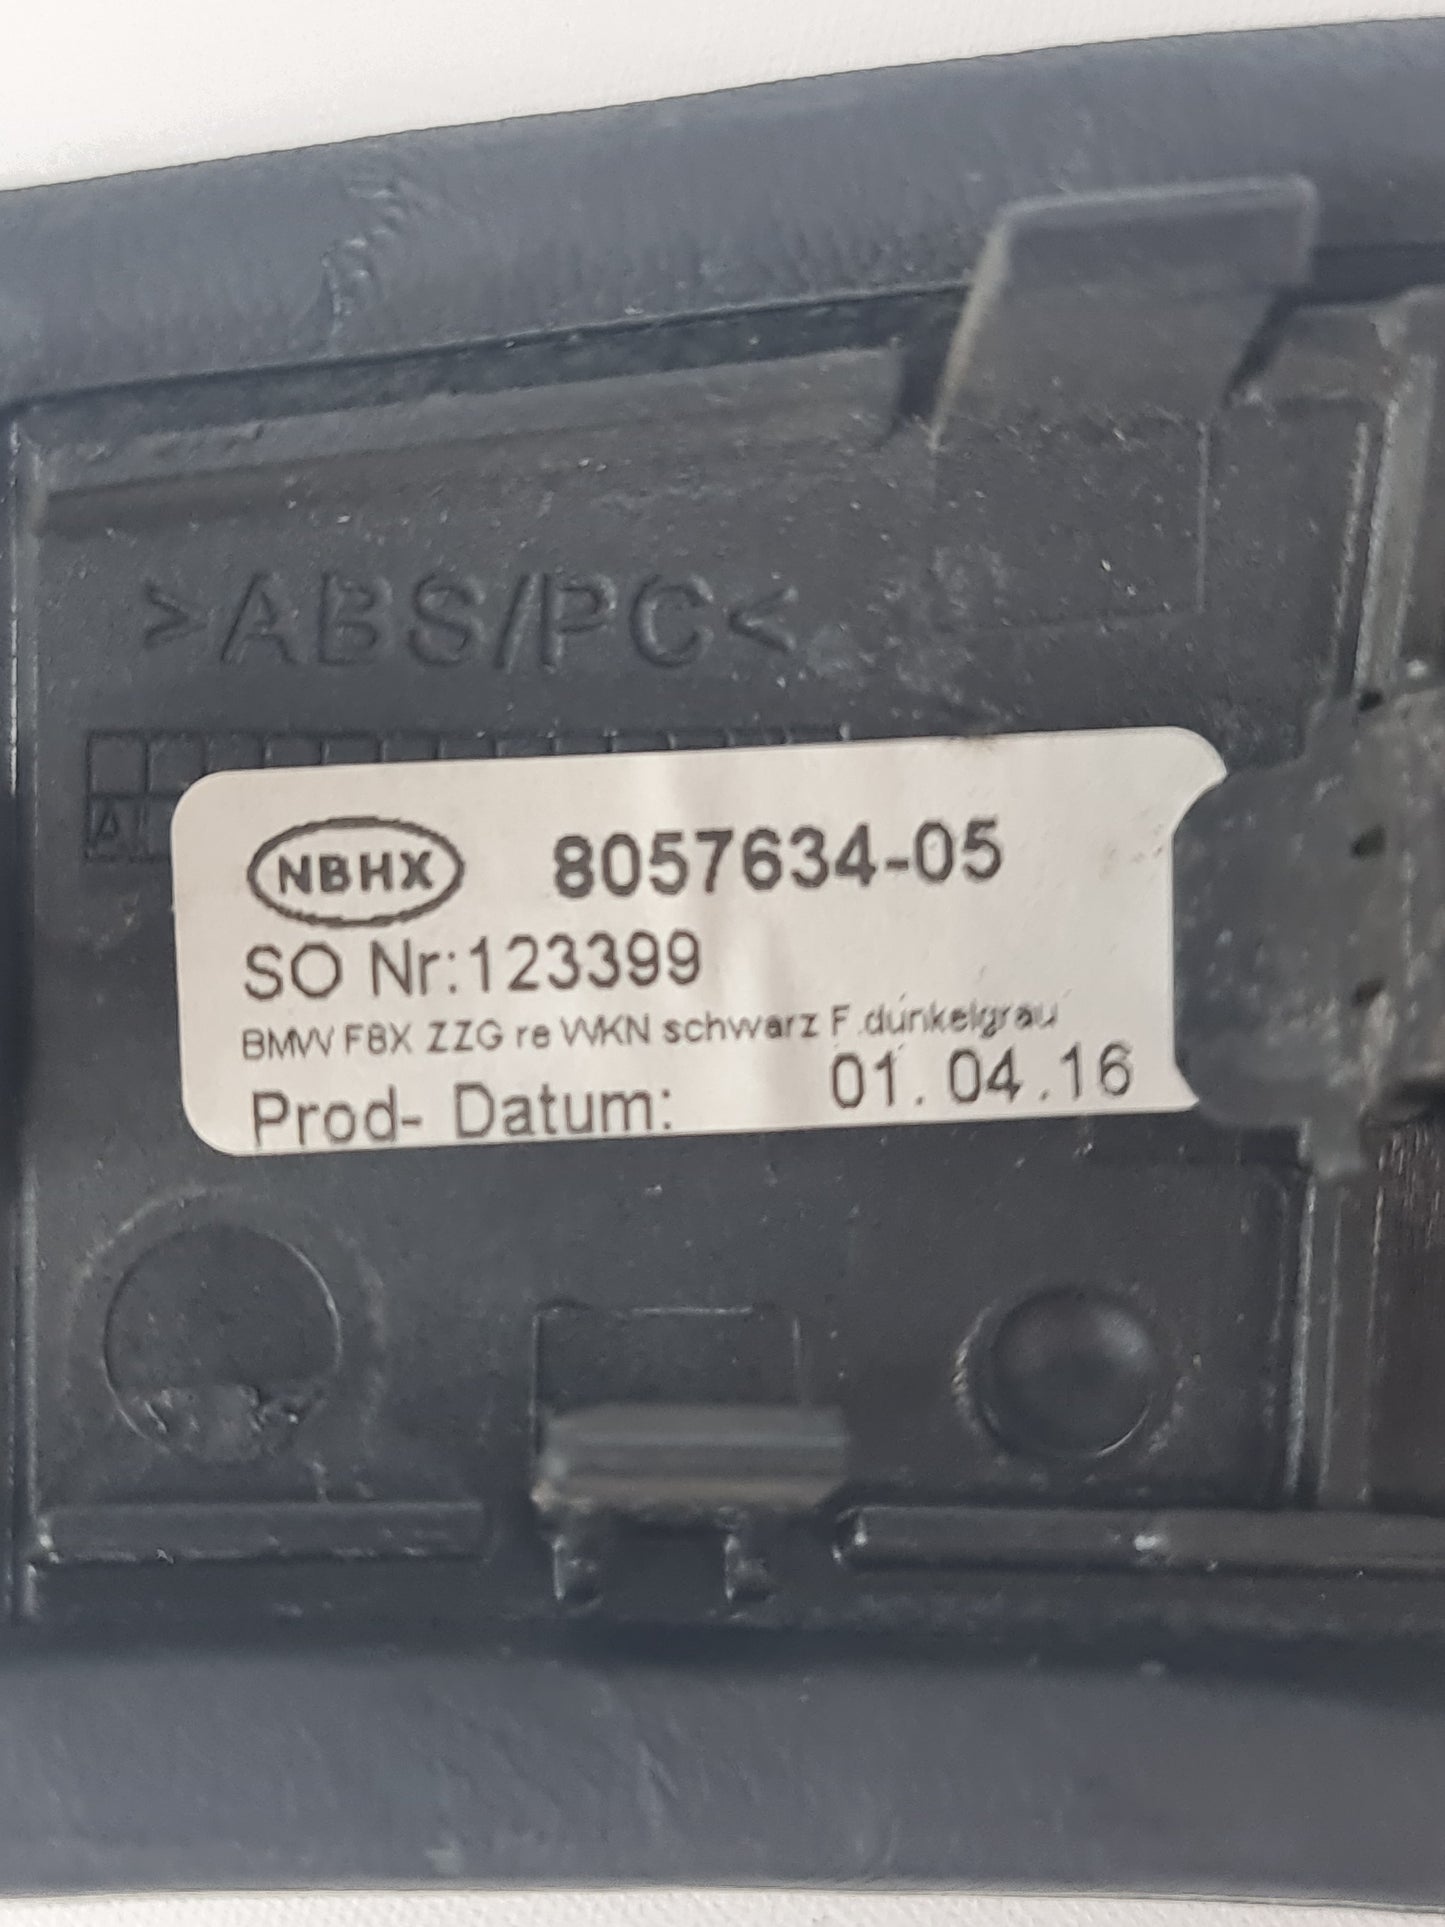 >ABS/PC<
NBHX 8057634-05
SO Nr:123399
BMW F8X ZZG re WKN schwarz F.dunkelgrau
Prod- Datum: 01.04.16